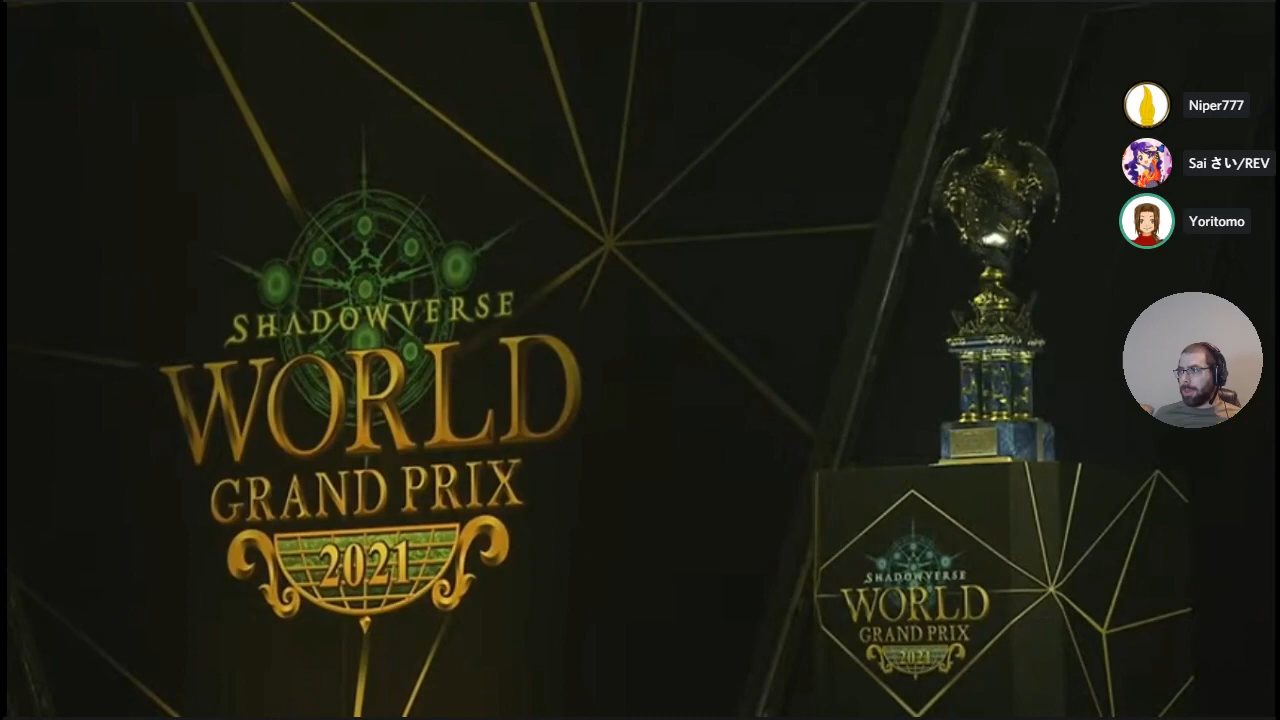 SHADOWVERSE
WORLD
GRAND PRIX
2021
SHADOWVERSE
WORLD
GRAND PRIX
2021
Niper777
Sai さい/REV
Yoritomo